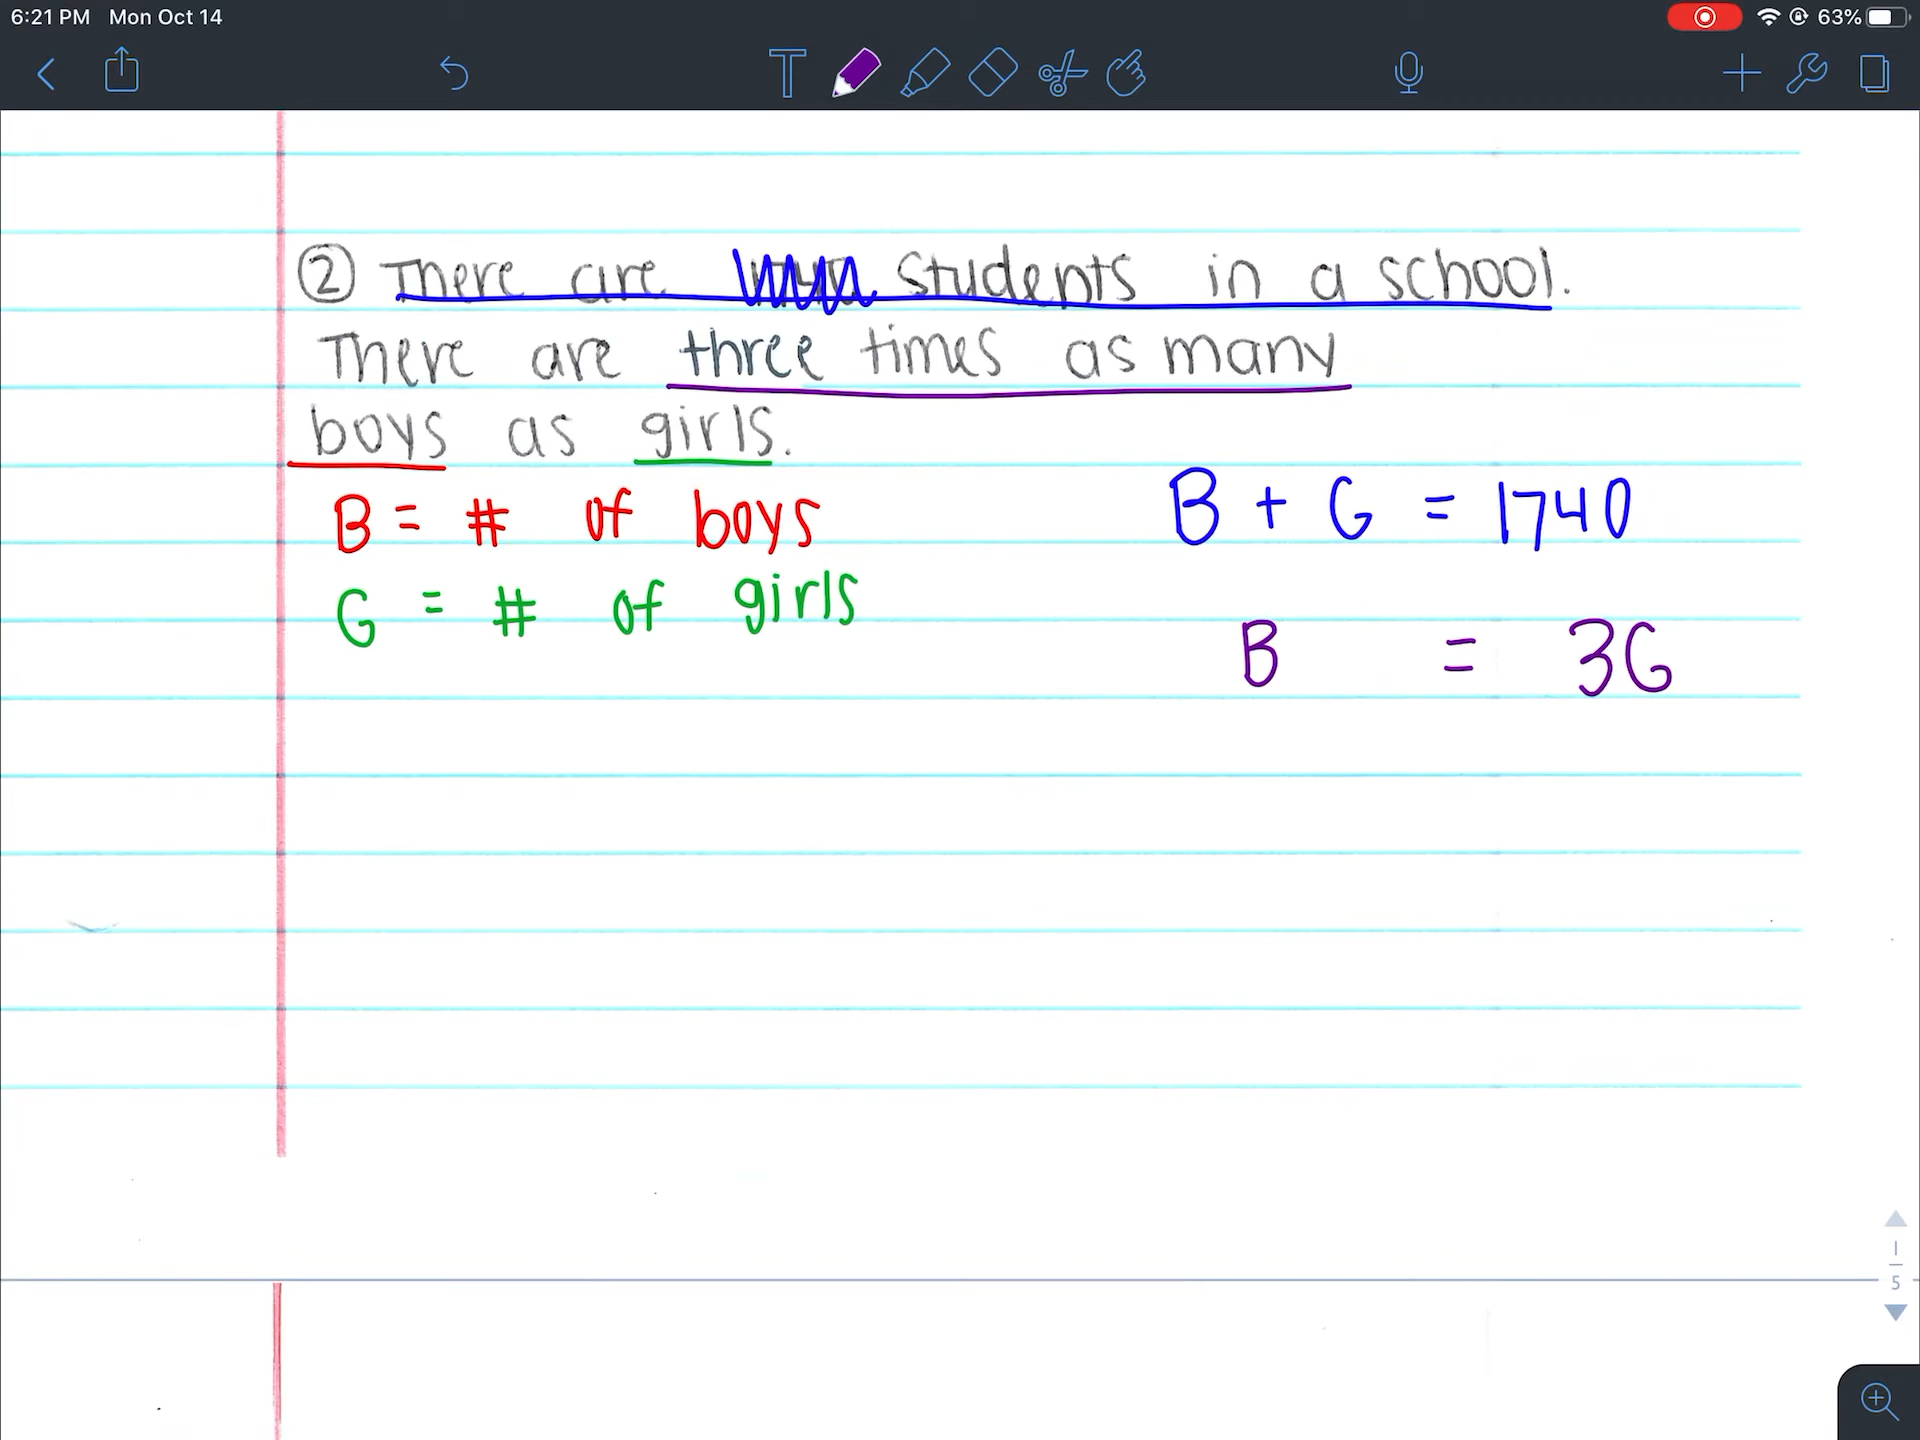 6:21 PM Mon Oct 14
63%
T
② There are students in a school.
There are three times as many
boys as girls.
B = # of boys
B + G = 1740
G = # of girls
B = 3G
1
5